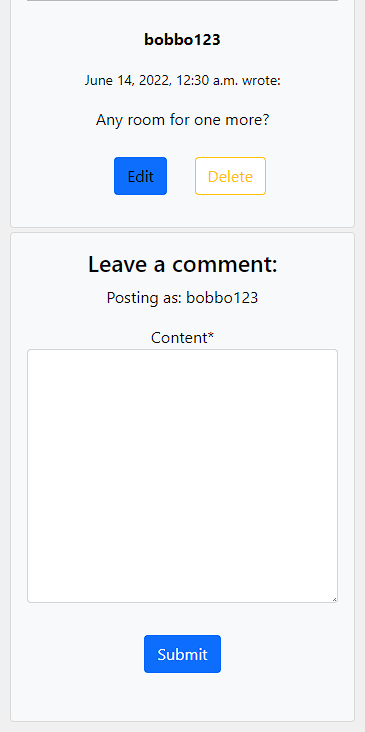 bobbo123
June 14, 2022, 12:30 a.m. wrote:
Any room for one more?
Edit Delete
Leave a comment:
Posting as: bobbo123
Content*
Submit